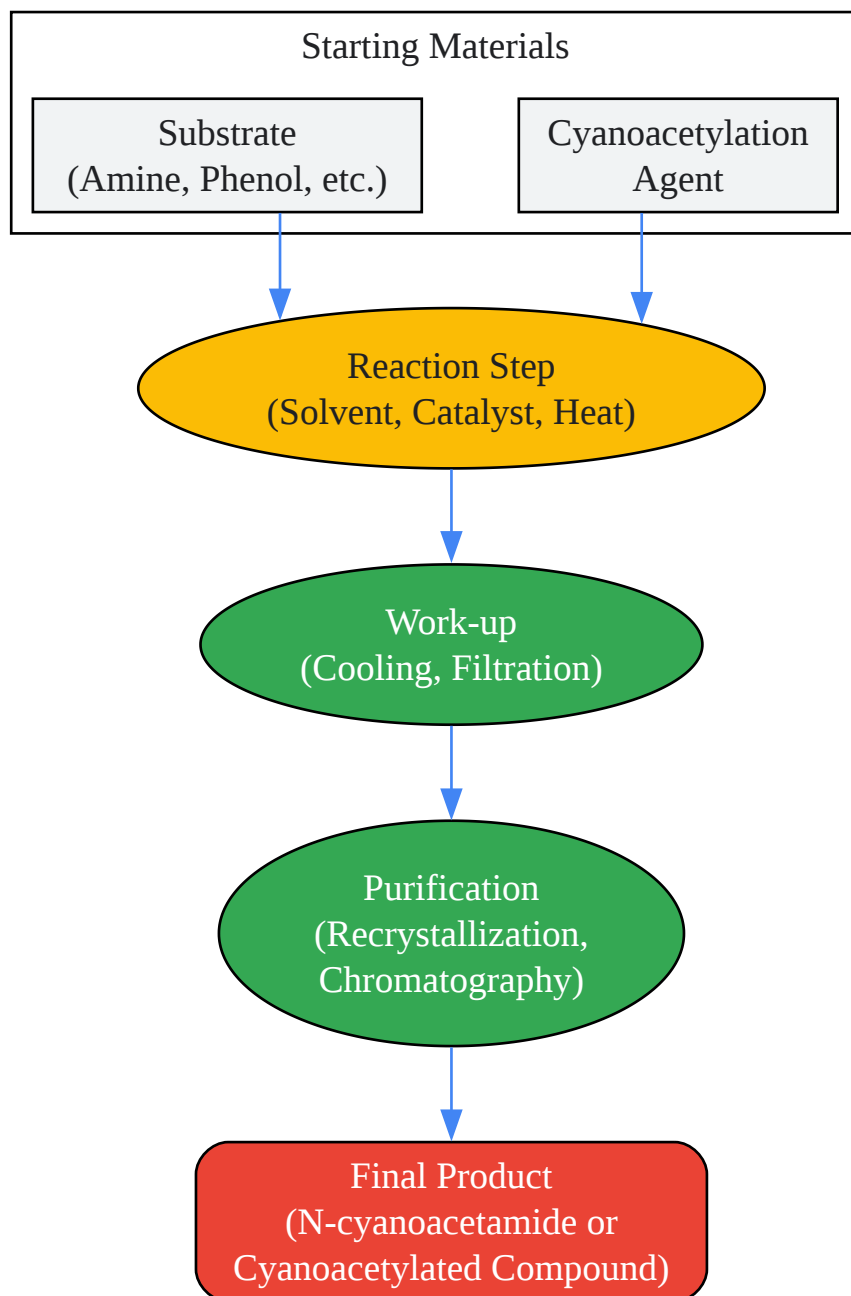 Starting Materials
Substrate
(Amine, Phenol, etc.)
Cyanoacetylation
Agent
Reaction Step
(Solvent, Catalyst, Heat)
Work-up
(Cooling, Filtration)
Purification
(Recrystallization,
Chromatography)
Final Product
(N-cyanoacetamide or
Cyanoacetylated Compound)